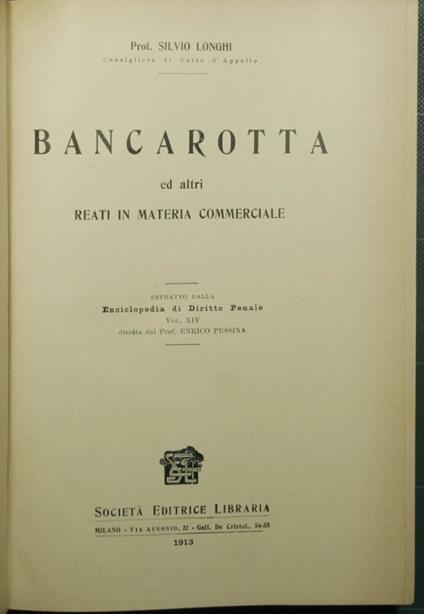 Prof. SILVIO LONGHI
Consigliere di Corte d'Appello
BANCAROTTA
ed altri
REATI IN MATERIA COMMERCIALE
ESTRATTO DALLA
Enciclopedia di Diritto Penale
VOL. XIV
diretta dal Prof. ENRICO PESSINA
SOCIETÀ EDITRICE LIBRARIA
MILANO - VIA AUSONIO, 22 - Gall. De Cristof., 54-55
1913